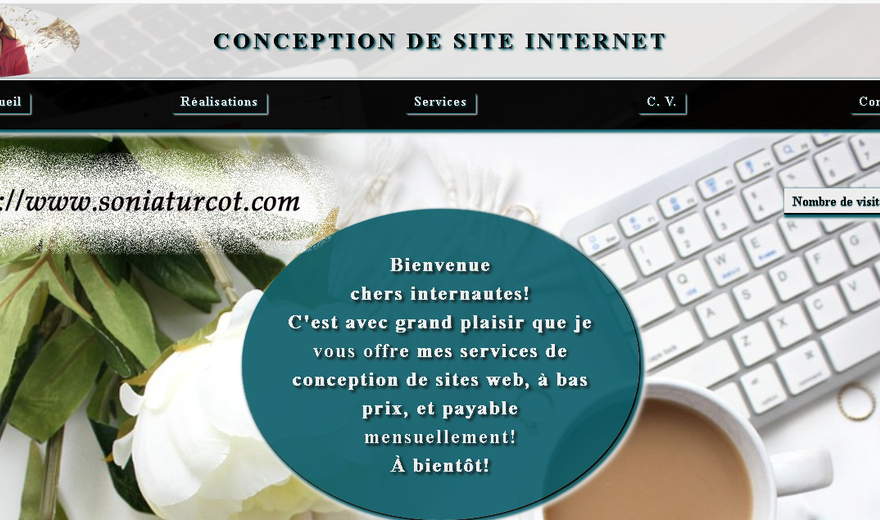 CONCEPTION DE SITE INTERNET
ueil
Réalisations
Services
C. V.
Con
://www.soniaturcot.com
Nombre de visit
Bienvenue
chers internautes!
C'est avec grand plaisir que je
vous offre mes services de
conception de sites web, à bas
prix, et payable
mensuellement!
À bientôt!